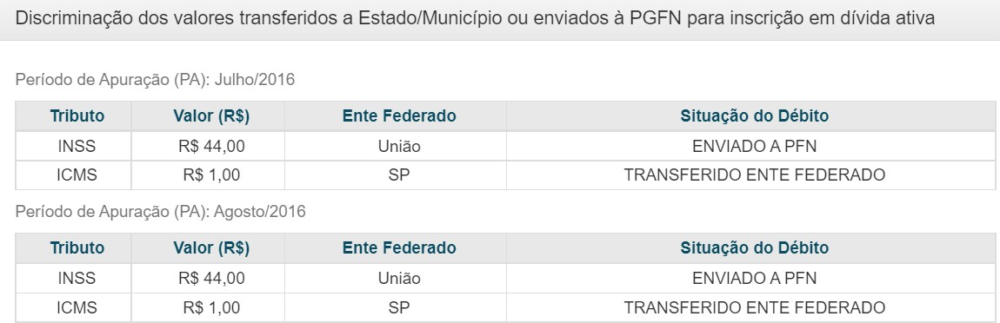 Discriminação dos valores transferidos a Estado/Município ou enviados à PGFN para inscrição em dívida ativa
Período de Apuração (PA): Julho/2016
Tributo Valor (R$) Ente Federado Situação do Débito
INSS R$ 44,00 União ENVIADO A PFN
ICMS R$ 1,00 SP TRANSFERIDO ENTE FEDERADO
Período de Apuração (PA): Agosto/2016
Tributo Valor (R$) Ente Federado Situação do Débito
INSS R$ 44,00 União ENVIADO A PFN
ICMS R$ 1,00 SP TRANSFERIDO ENTE FEDERADO